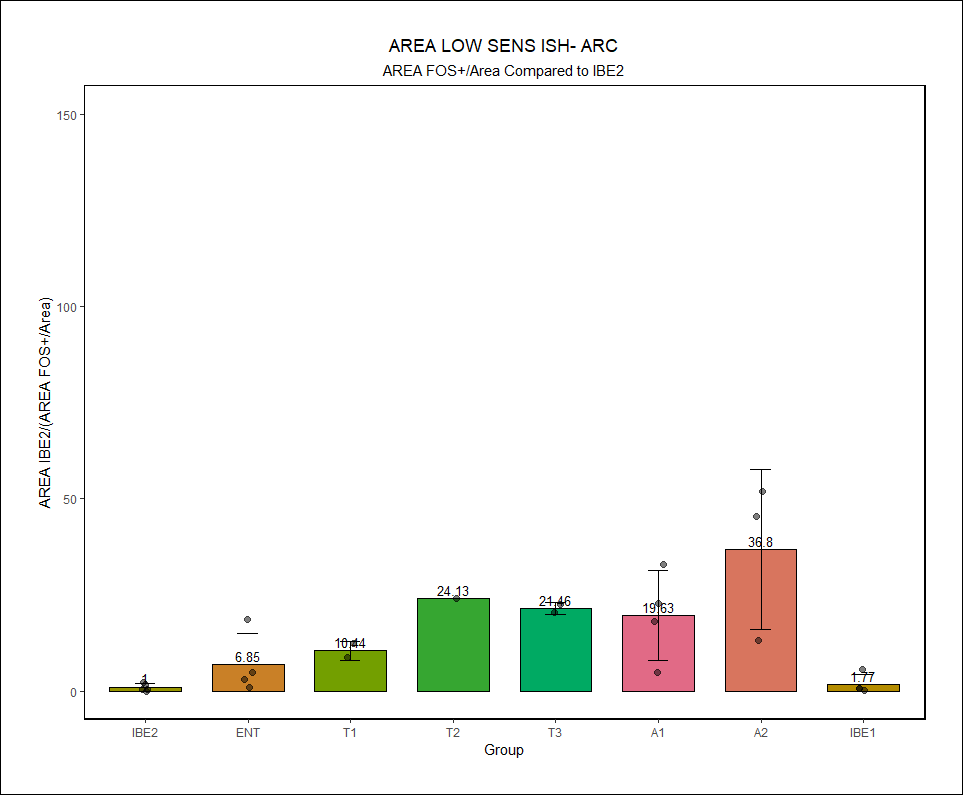 AREA LOW SENS ISH- ARC
AREA FOS+/Area Compared to IBE2
AREA IBE2/(AREA FOS+/Area)
150
100
50
0
1
6.85
10.44
24.13
21.46
19.63
36.8
1.77
IBE2 ENT T1 T2 T3 A1 A2 IBE1
Group